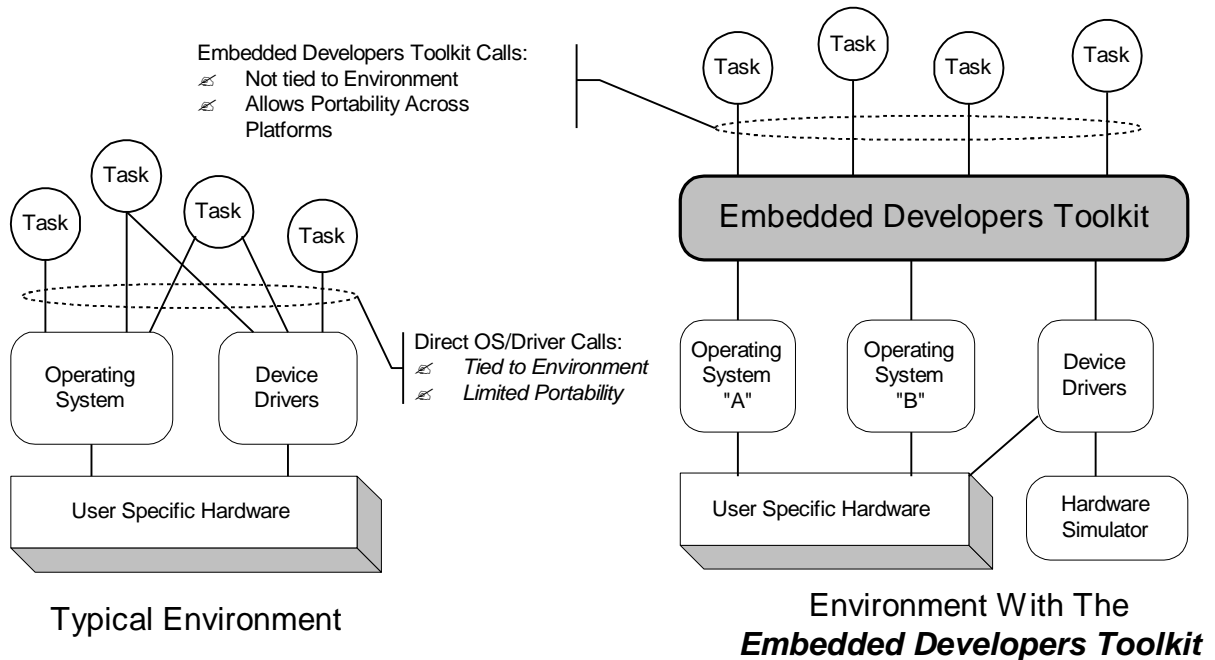 Embedded Developers Toolkit Calls:
Not tied to Environment
Allows Portability Across
Platforms
Task
Task
Task
Task
Task
Task
Task
Task
Embedded Developers Toolkit
Direct OS/Driver Calls:
Tied to Environment
Limited Portability
Operating
System
Device
Drivers
User Specific Hardware
Typical Environment
Operating
System
"A"
Operating
System
"B"
Device
Drivers
User Specific Hardware
Hardware
Simulator
Environment With The
Embedded Developers Toolkit